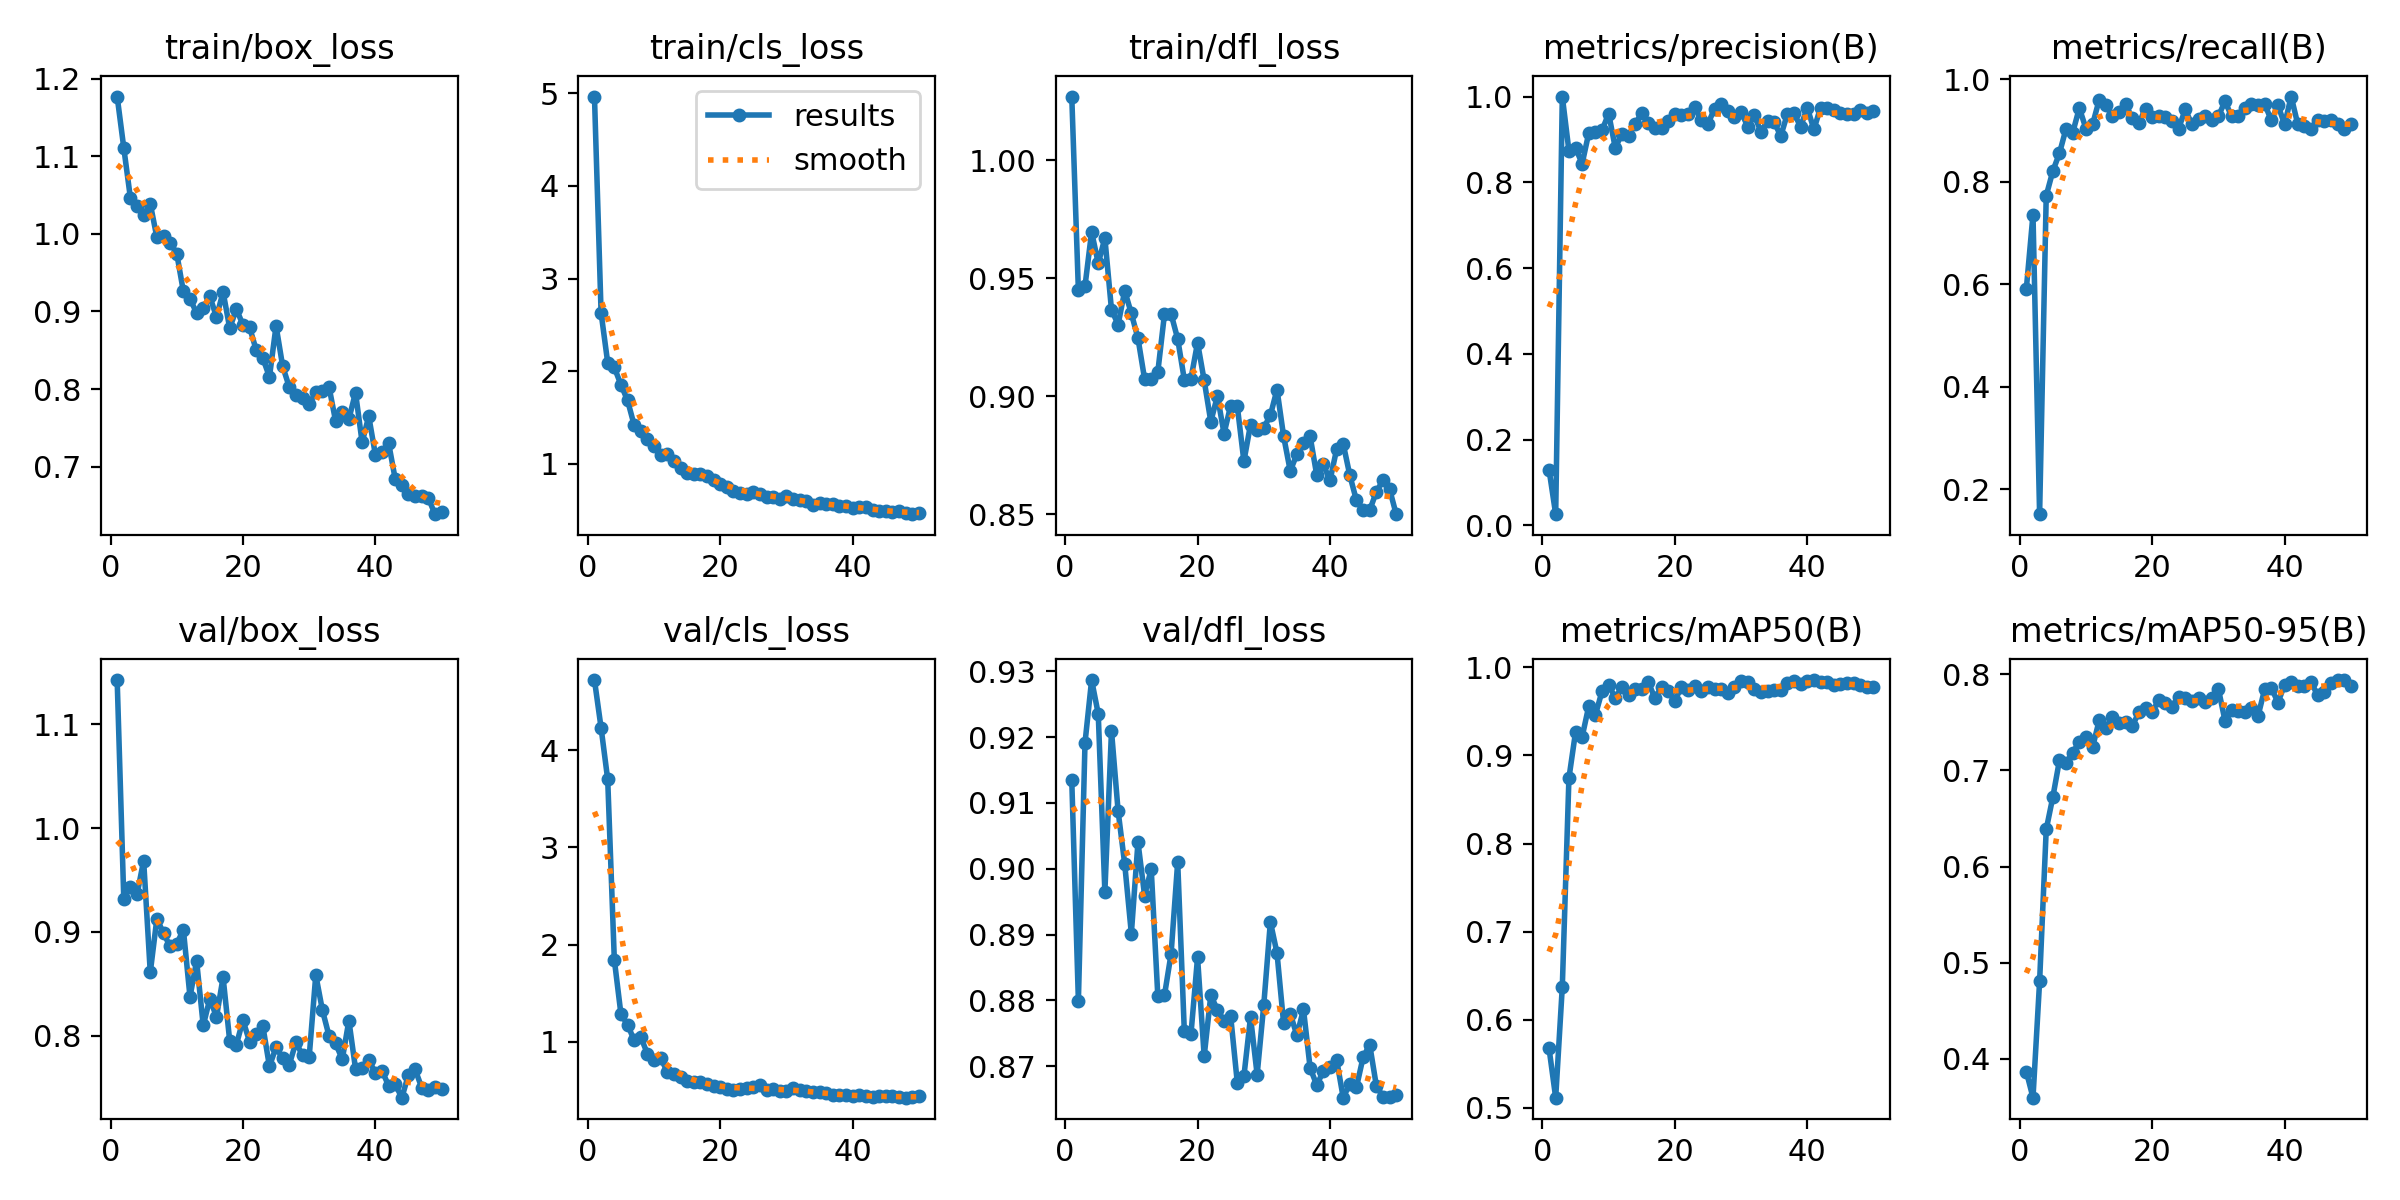 train/box_loss
1.2
1.1
1.0
0.9
0.8
0.7
0 20 40
train/cls_loss
results
smooth
5
4
3
2
1
0 20 40
train/dfl_loss
1.00
0.95
0.90
0.85
0 20 40
metrics/precision(B)
1.0
0.8
0.6
0.4
0.2
0.0
0 20 40
metrics/recall(B)
1.0
0.8
0.6
0.4
0.2
0 20 40
val/box_loss
1.1
1.0
0.9
0.8
0 20 40
val/cls_loss
4
3
2
1
0 20 40
val/dfl_loss
0.93
0.92
0.91
0.90
0.89
0.88
0.87
0 20 40
metrics/mAP50(B)
1.0
0.9
0.8
0.7
0.6
0.5
0 20 40
metrics/mAP50-95(B)
0.8
0.7
0.6
0.5
0.4
0 20 40